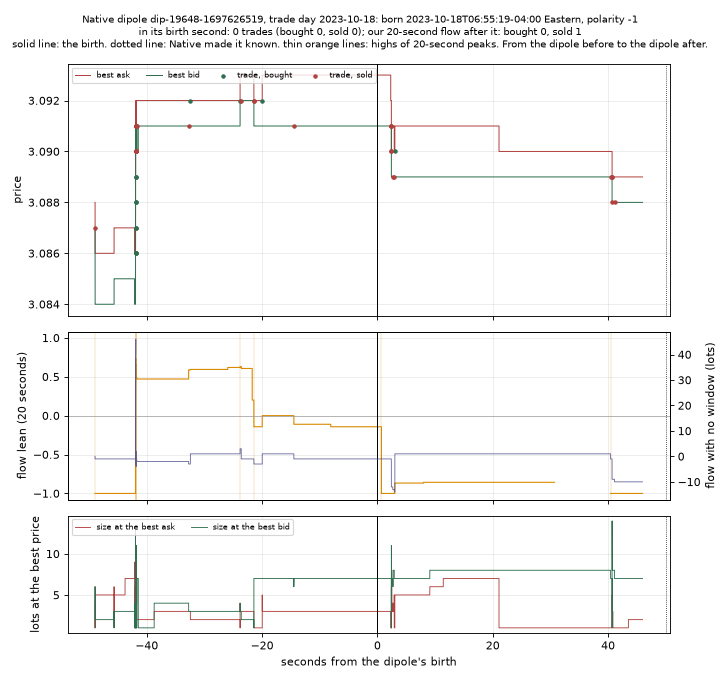 Native dipole dip-19648-1697626519, trade day 2023-10-18: born 2023-10-18T06:55:19-04:00 Eastern, polarity -1
in its birth second: 0 trades (bought 0, sold 0); our 20-second flow after it: bought 0, sold 1
solid line: the birth. dotted line: Native made it known. thin orange lines: highs of 20-second peaks. From the dipole before to the dipole after.
best ask
best bid
trade, bought
trade, sold
3.092
3.090
3.088
3.086
3.084
price
1.0
0.5
0.0
−0.5
−1.0
flow lean (20 seconds)
40
30
20
10
0
−10
flow with no window (lots)
size at the best ask
size at the best bid
10
5
lots at the best price
−40
−20
0
20
40
seconds from the dipole's birth